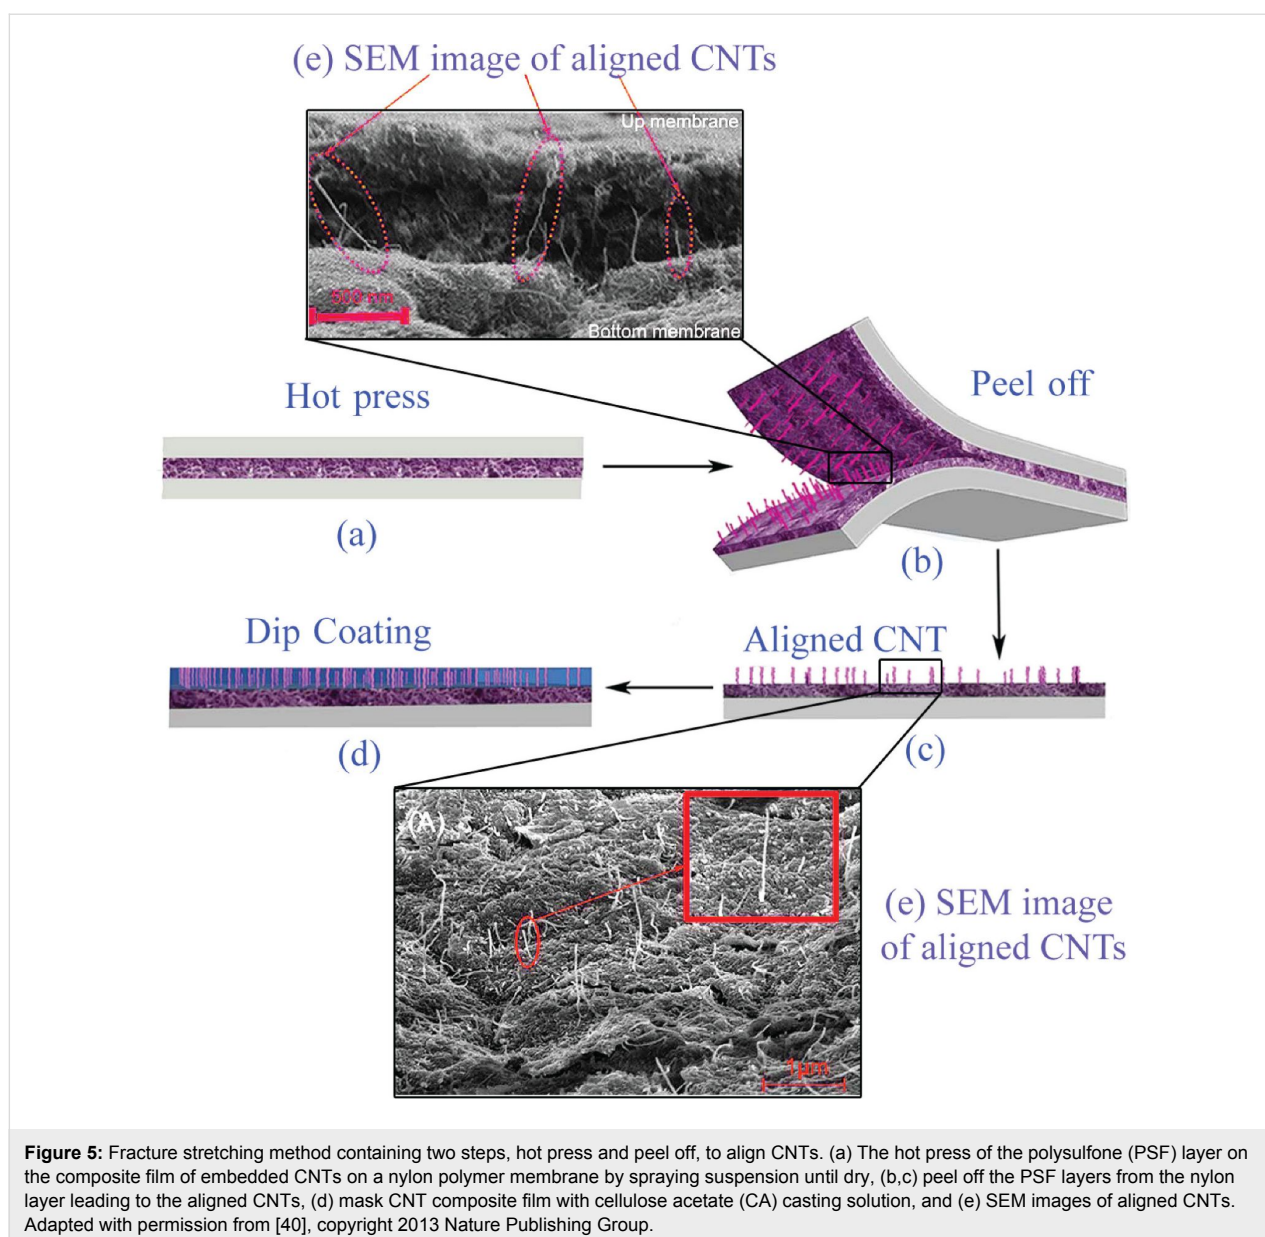 (e) SEM image of aligned CNTs
Up membrane
500 nm
Bottom membrane
Hot press
Peel off
(a)
(b)
Dip Coating
Aligned CNT
(d)
(c)
(A)
1μm
(e) SEM image
of aligned CNTs
Figure 5: Fracture stretching method containing two steps, hot press and peel off, to align CNTs. (a) The hot press of the polysulfone (PSF) layer on
the composite film of embedded CNTs on a nylon polymer membrane by spraying suspension until dry, (b,c) peel off the PSF layers from the nylon
layer leading to the aligned CNTs, (d) mask CNT composite film with cellulose acetate (CA) casting solution, and (e) SEM images of aligned CNTs.
Adapted with permission from [40], copyright 2013 Nature Publishing Group.